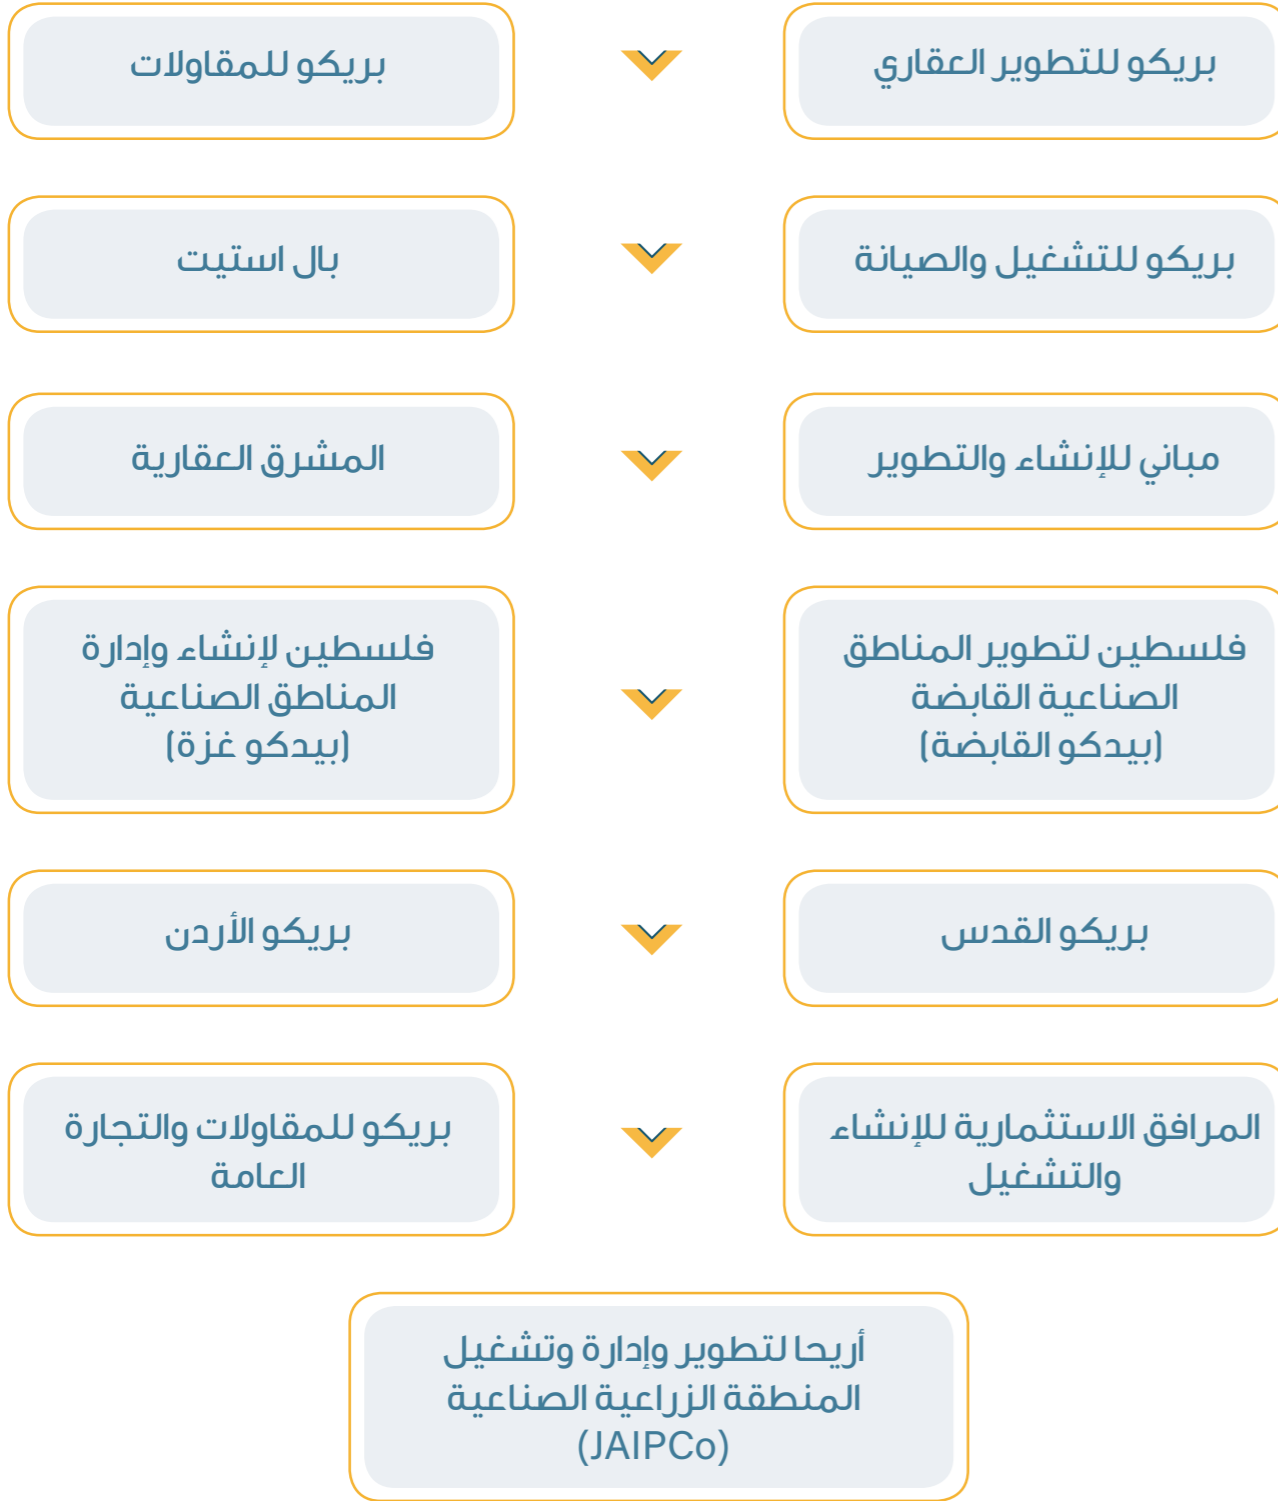 بريكو للتطوير العقاري
بريكو للمقاولات
بريكو للتشغيل والصيانة
بال استيت
مباني للإنشاء والتطوير
المشرق العقارية
فلسطين لتطوير المناطق
الصناعية القابضة
(بيدكو القابضة)
فلسطين لإنشاء وإدارة
المناطق الصناعية
(بيدكو غزة)
بريكو القدس
بريكو الأردن
المرافق الاستثمارية للإنشاء
والتشغيل
بريكو للمقاولات والتجارة
العامة
أريحا لتطوير وإدارة وتشغيل
المنطقة الزراعية الصناعية
(JAIPCo)